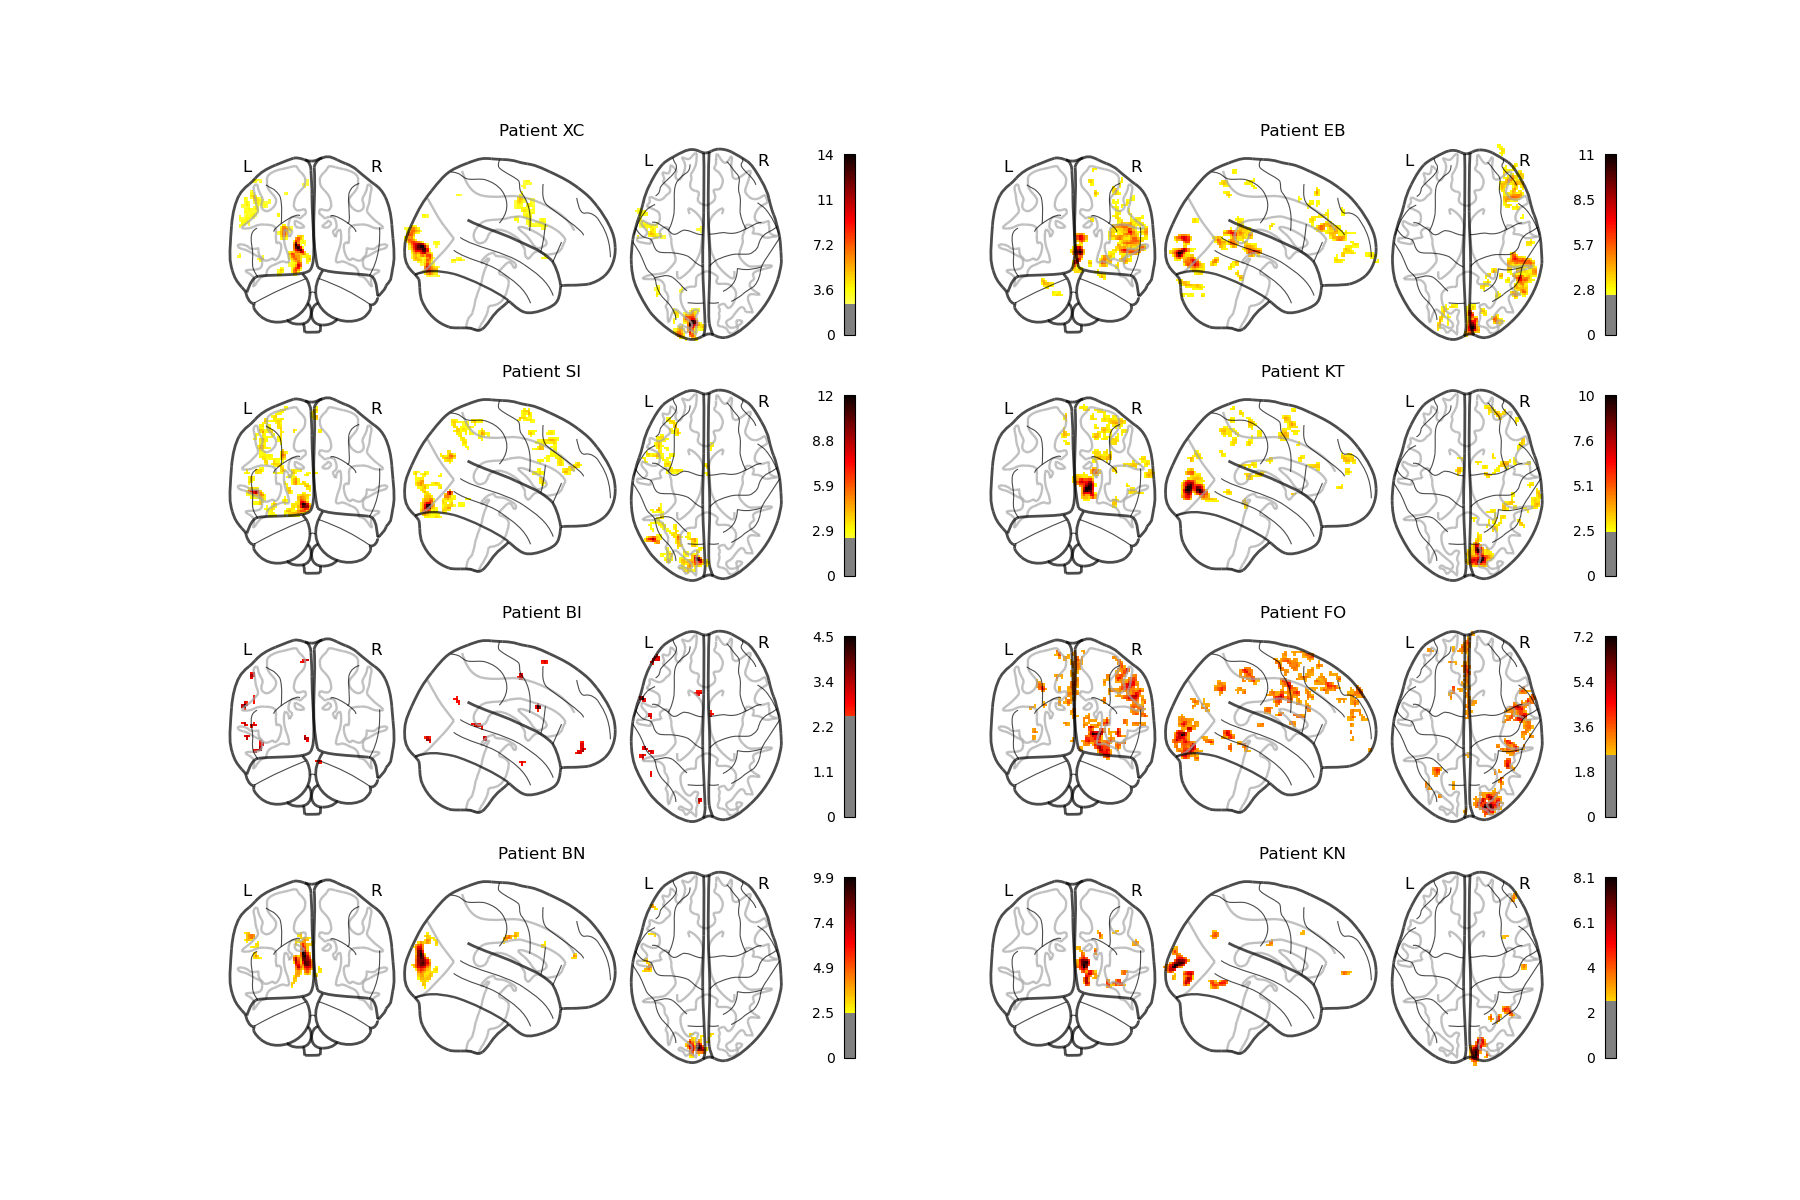 Patient XC
L R L R
14
11
7.2
3.6
0
Patient EB
L R L R
11
8.5
5.7
2.8
0
Patient SI
L R L R
12
8.8
5.9
2.9
0
Patient KT
L R L R
10
7.6
5.1
2.5
0
Patient BI
L R L R
4.5
3.4
2.2
1.1
0
Patient FO
L R L R
7.2
5.4
3.6
1.8
0
Patient BN
L R L R
9.9
7.4
4.9
2.5
0
Patient KN
L R L R
8.1
6.1
4
2
0